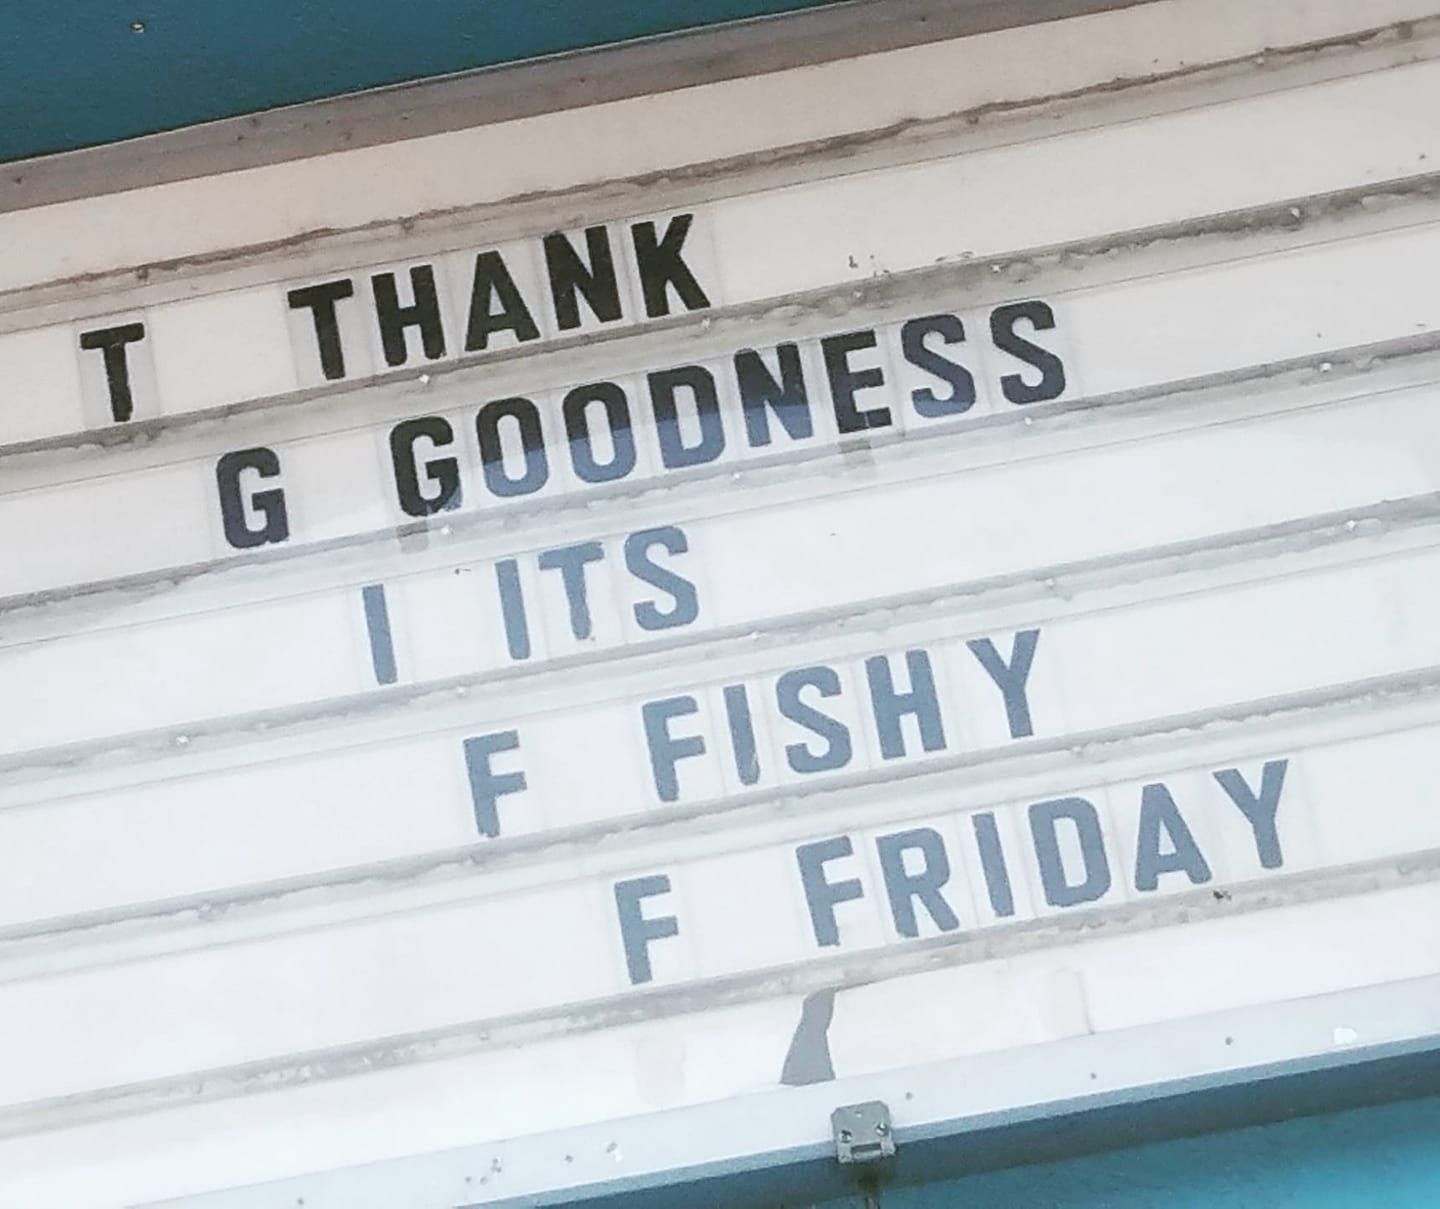 T THANK
G GOODNESS
I ITS
F FISHY
F FRIDAY